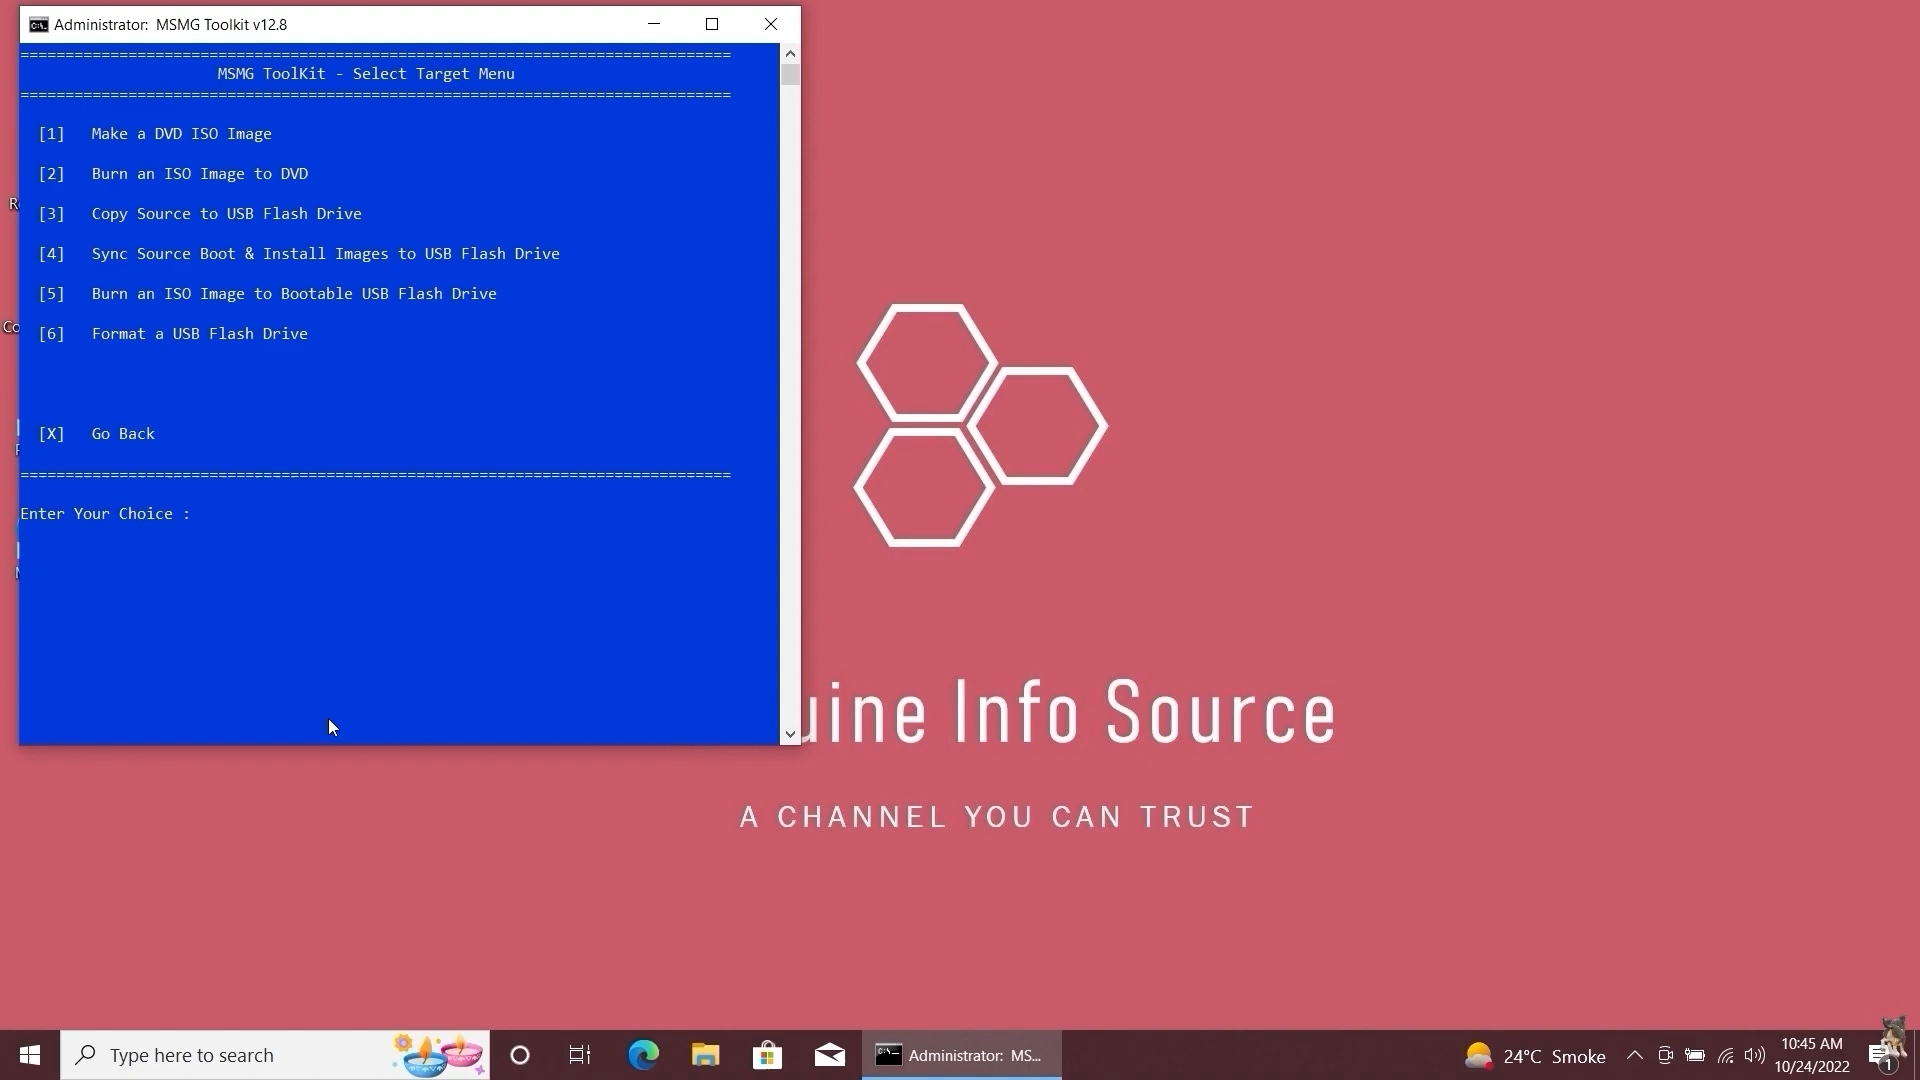 Administrator:  MSMG Toolkit v12.8
===============================================================================
MSMG ToolKit - Select Target Menu
===============================================================================
[1]   Make a DVD ISO Image
[2]   Burn an ISO Image to DVD
[3]   Copy Source to USB Flash Drive
[4]   Sync Source Boot & Install Images to USB Flash Drive
[5]   Burn an ISO Image to Bootable USB Flash Drive
[6]   Format a USB Flash Drive
[X]   Go Back
===============================================================================
Enter Your Choice :
uine Info Source
A CHANNEL YOU CAN TRUST
Type here to search
Administrator:  MS...
24°C  Smoke
10:45 AM
10/24/2022
1